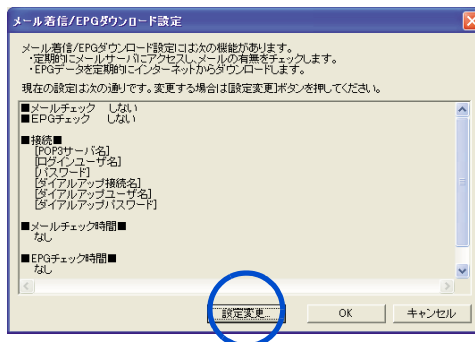 メール着信/EPGダウンロード設定
メール着信/EPGダウンロード設定には次の機能があります。
・定期的にメールサーバにアクセスし、メールの有無をチェックします。
・EPGデータを定期的にインターネットからダウンロードします。
現在の設定は次の通りです。変更する場合は[設定変更]ボタンを押してください。
■メールチェック　しない
■EPGチェック　しない
■接続■
[POP3サーバ名]
[ログインユーザ名]
[パスワード]
[ダイアルアップ接続名]
[ダイアルアップユーザ名]
[ダイアルアップパスワード]
■メールチェック時間■
なし
■EPGチェック時間■
なし
設定変更... OK キャンセル